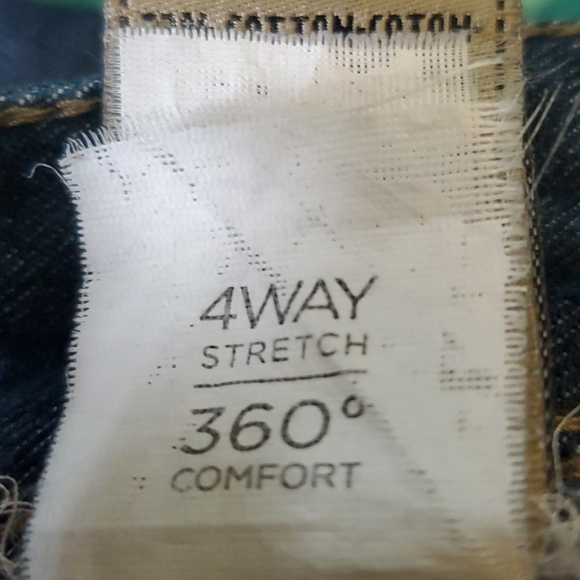 COTTON-COTON
4WAY
STRETCH
360°
COMFORT